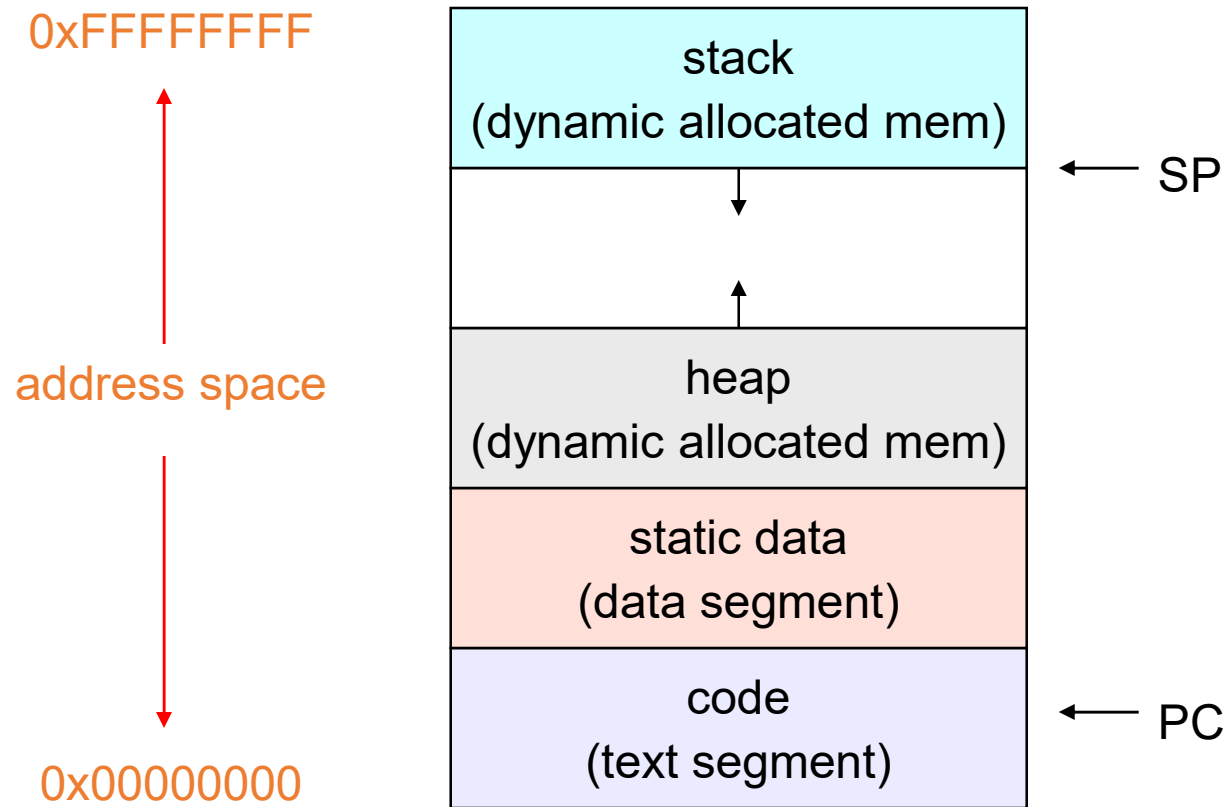 0xFFFFFFFF
stack
(dynamic allocated mem)
SP
address space
heap
(dynamic allocated mem)
static data
(data segment)
code
(text segment)
PC
0x00000000